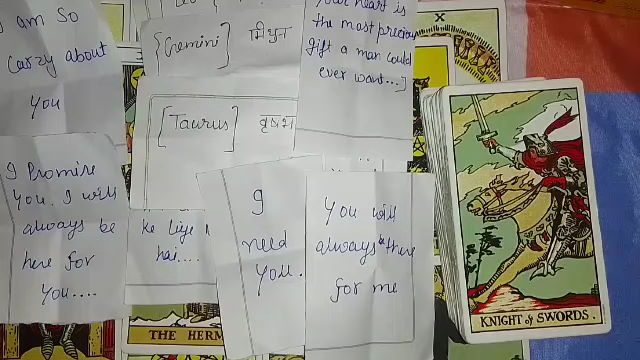 am so
carzy about
you
I Promise
you. I will
always be
here for
you....
{Gemini} मिथुन
[Taurus]
ke liye
hai....
your heart is
the most precious
gift a man could
ever want...}
I
need
you.
you will
always there
for me
X
THE HERM
KNIGHT of SWORDS.